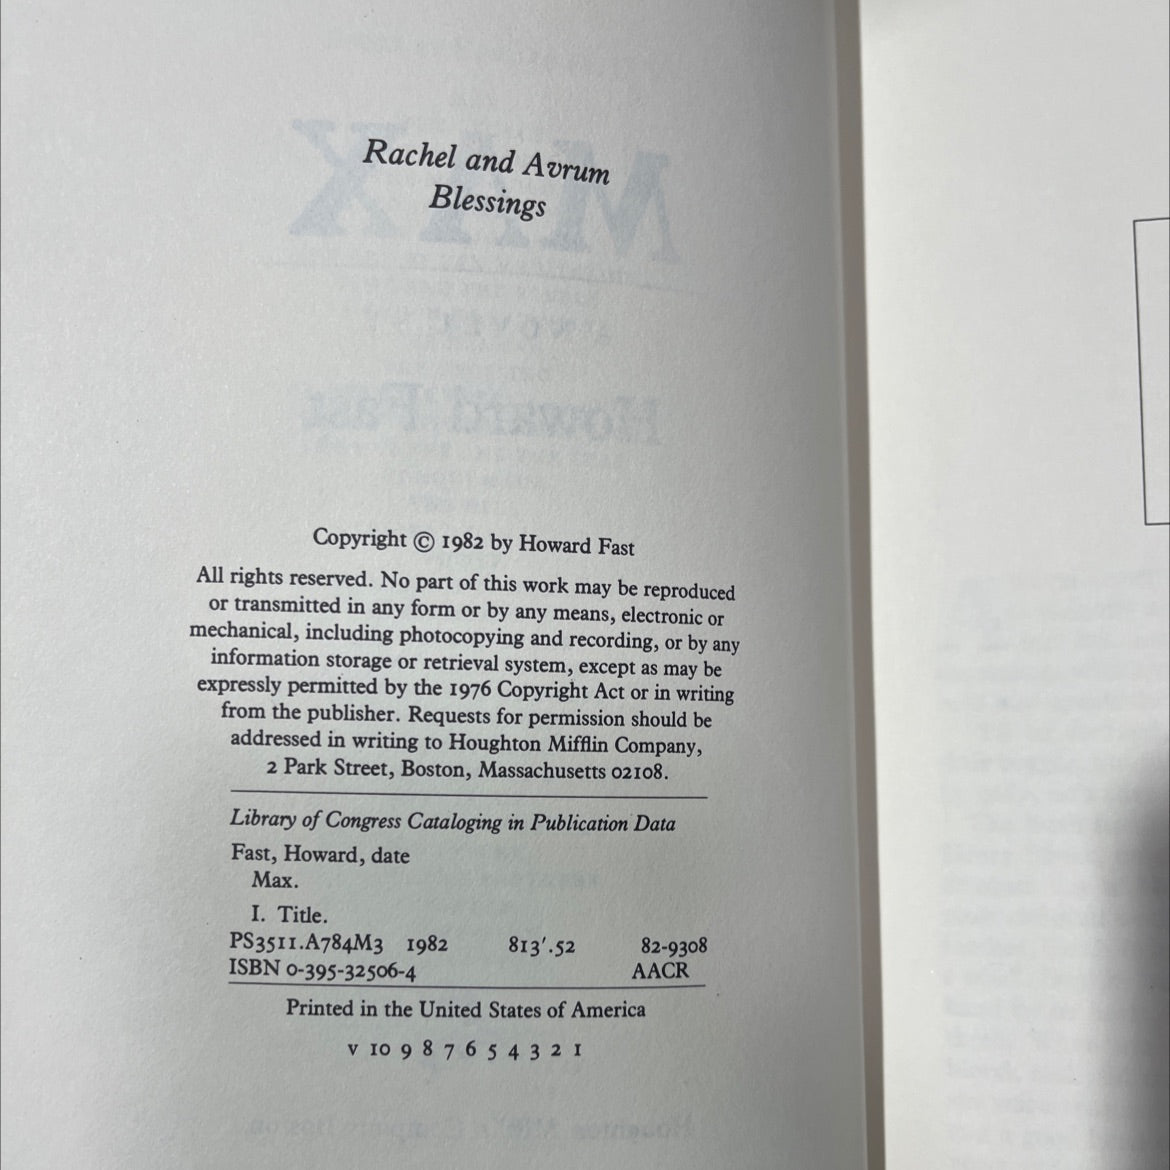 Rachel and Avrum
Blessings
Copyright © 1982 by Howard Fast
All rights reserved. No part of this work may be reproduced
or transmitted in any form or by any means, electronic or
mechanical, including photocopying and recording, or by any
information storage or retrieval system, except as may be
expressly permitted by the 1976 Copyright Act or in writing
from the publisher. Requests for permission should be
addressed in writing to Houghton Mifflin Company,
2 Park Street, Boston, Massachusetts 02108.
Library of Congress Cataloging in Publication Data
Fast, Howard, date
Max.
I. Title.
PS3511.A784M3 1982 813'.52 82-9308
ISBN 0-395-32506-4 AACR
Printed in the United States of America
V 10 9 8 7 6 5 4 3 2 1